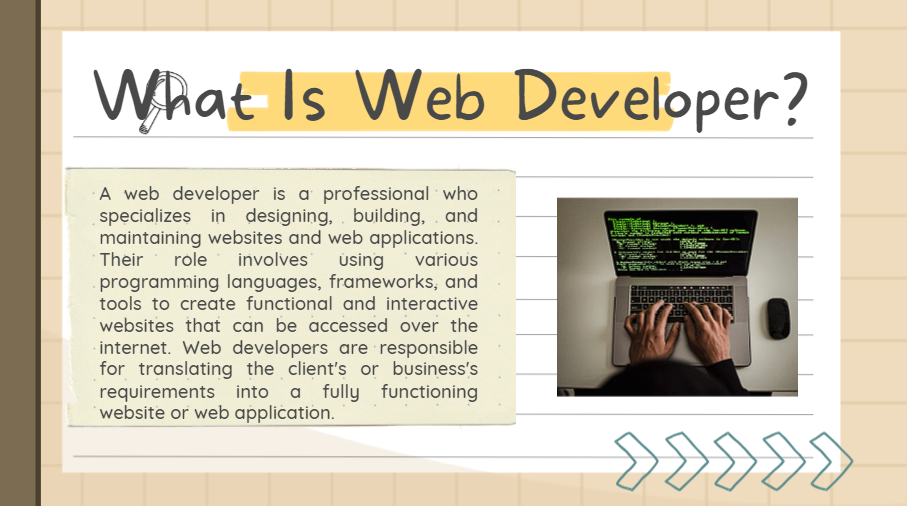 What Is Web Developer?
A web developer is a professional who
specializes in designing, building, and
maintaining websites and web applications.
Their role involves using various
programming languages, frameworks, and
tools to create functional and interactive
websites that can be accessed over the
internet. Web developers are responsible
for translating the client's or business's
requirements into a fully functioning
website or web application.